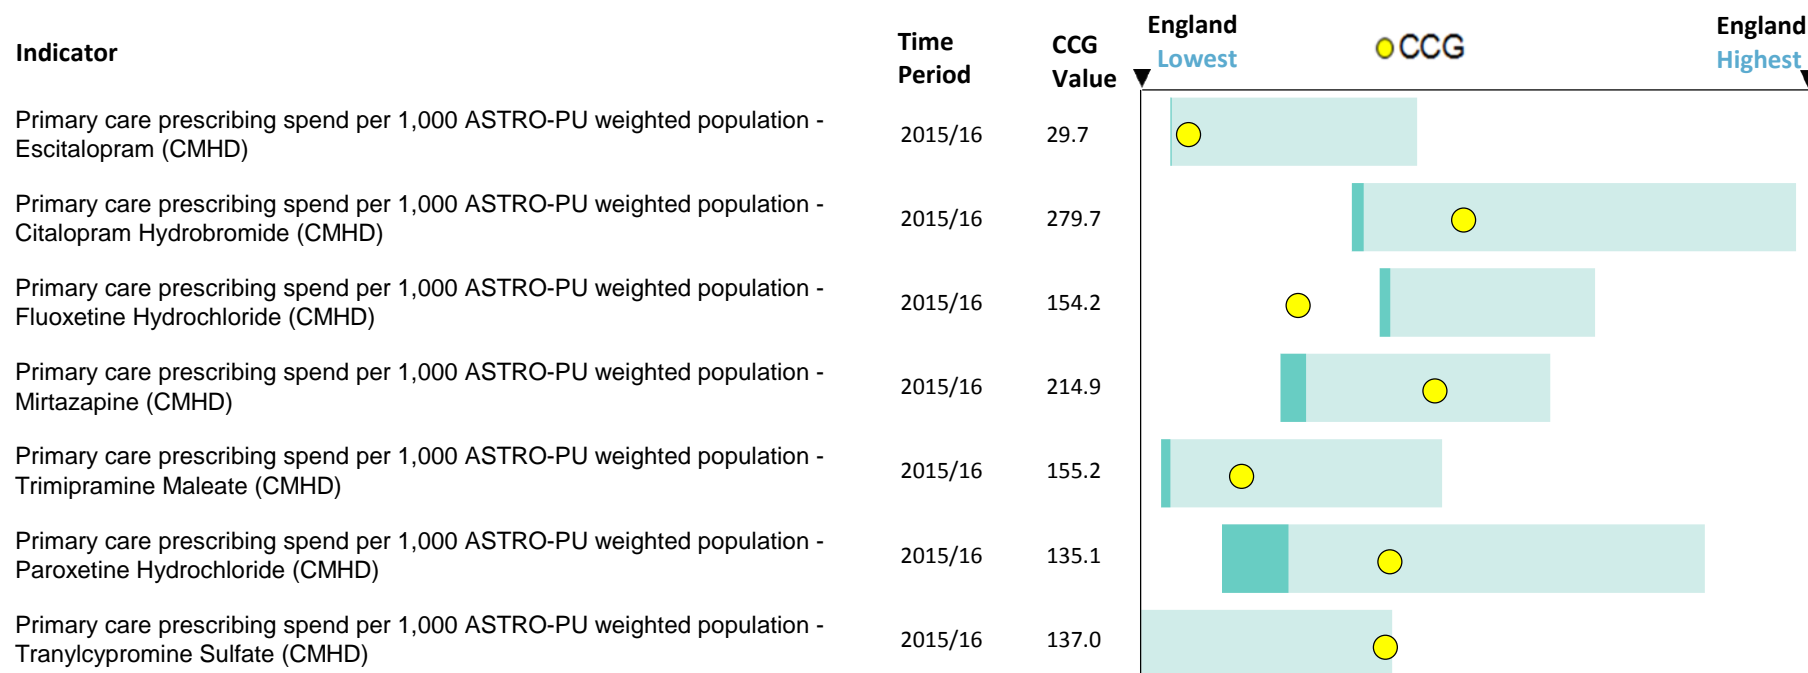 Indicator
Time
Period
CCG
Value
England
Lowest
CCG
England
Highest
Primary care prescribing spend per 1,000 ASTRO-PU weighted population -
Escitalopram (CMHD)
2015/16
29.7
Primary care prescribing spend per 1,000 ASTRO-PU weighted population -
Citalopram Hydrobromide (CMHD)
2015/16
279.7
Primary care prescribing spend per 1,000 ASTRO-PU weighted population -
Fluoxetine Hydrochloride (CMHD)
2015/16
154.2
Primary care prescribing spend per 1,000 ASTRO-PU weighted population -
Mirtazapine (CMHD)
2015/16
214.9
Primary care prescribing spend per 1,000 ASTRO-PU weighted population -
Trimipramine Maleate (CMHD)
2015/16
155.2
Primary care prescribing spend per 1,000 ASTRO-PU weighted population -
Paroxetine Hydrochloride (CMHD)
2015/16
135.1
Primary care prescribing spend per 1,000 ASTRO-PU weighted population -
Tranylcypromine Sulfate (CMHD)
2015/16
137.0